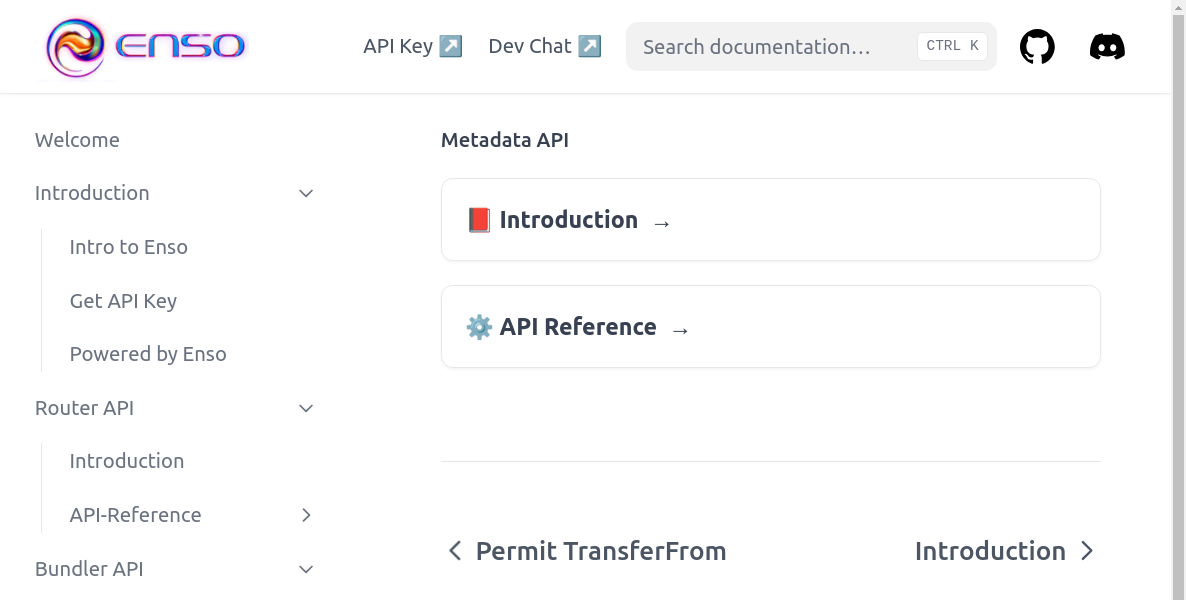 ENSO
API Key ↗
Dev Chat ↗
Search documentation…
CTRL K
Welcome
Introduction
Intro to Enso
Get API Key
Powered by Enso
Router API
Introduction
API-Reference
Bundler API
Metadata API
📕 Introduction →
⚙️ API Reference →
Permit TransferFrom
Introduction